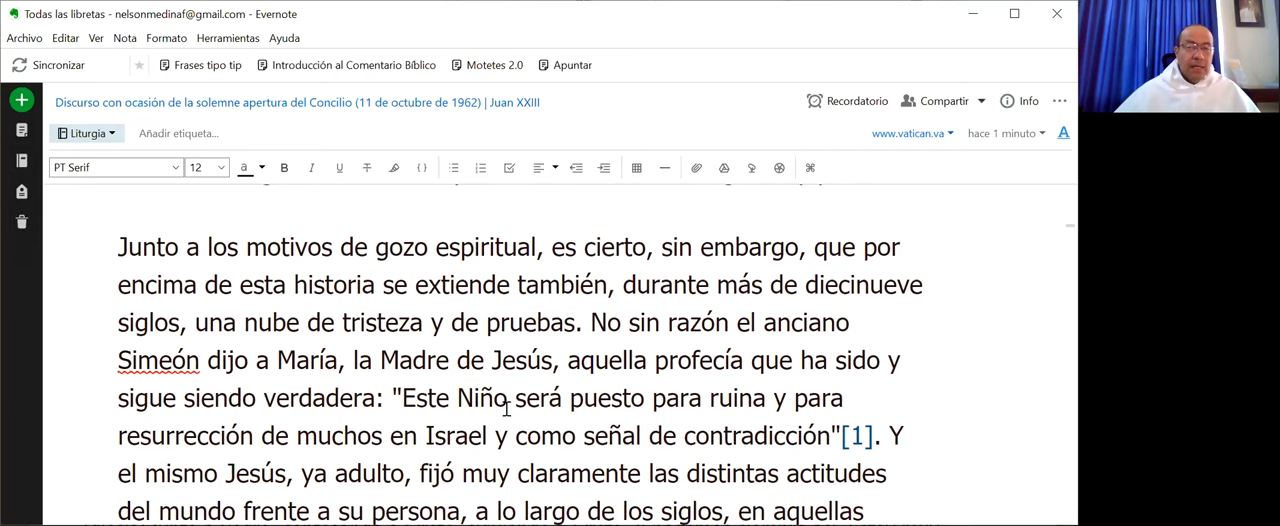 Todas las libretas - nelsonmedinaf@gmail.com - Evernote
Archivo Editar Ver Nota Formato Herramientas Ayuda
Sincronizar Frases tipo tip Introducción al Comentario Bíblico Motetes 2.0 Apuntar
Discurso con ocasión de la solemne apertura del Concilio (11 de octubre de 1962) | Juan XXIII Recordatorio Compartir Info
Liturgia Añadir etiqueta... www.vatican.va hace 1 minuto A
PT Serif 12 a B I U T
Junto a los motivos de gozo espiritual, es cierto, sin embargo, que por
encima de esta historia se extiende también, durante más de diecinueve
siglos, una nube de tristeza y de pruebas. No sin razón el anciano
Simeón dijo a María, la Madre de Jesús, aquella profecía que ha sido y
sigue siendo verdadera: "Este Niño será puesto para ruina y para
resurrección de muchos en Israel y como señal de contradicción"[1]. Y
el mismo Jesús, ya adulto, fijó muy claramente las distintas actitudes
del mundo frente a su persona, a lo largo de los siglos, en aquellas